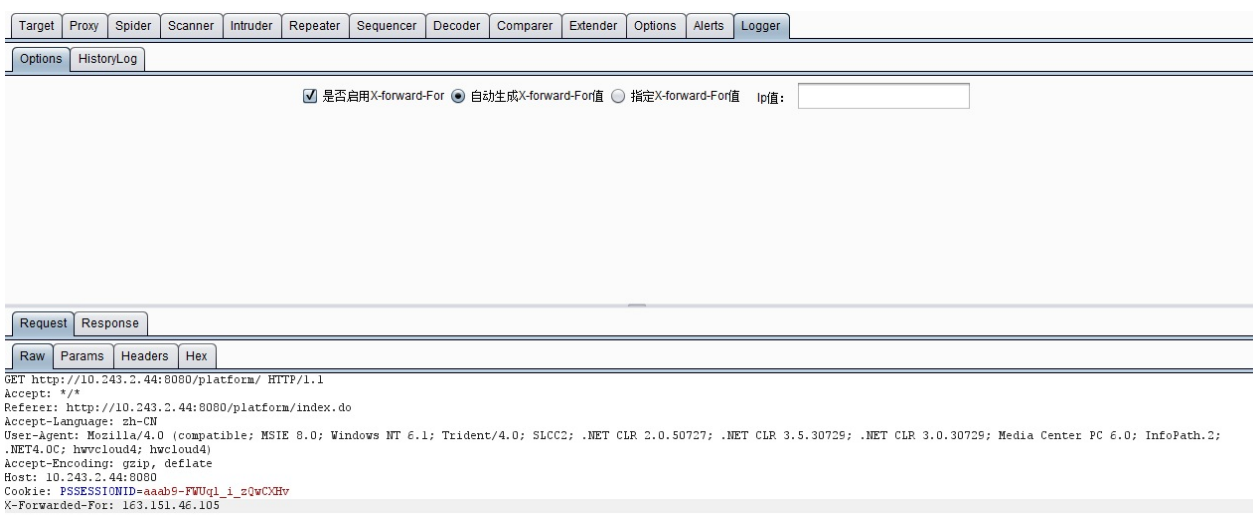 Target Proxy Spider Scanner Intruder Repeater Sequencer Decoder Comparer Extender Options Alerts Logger
Options HistoryLog
是否启用X-forward-For 自动生成X-forward-For值 指定X-forward-For值 Ip值：
Request Response
Raw Params Headers Hex
GET http://10.243.2.44:8080/platform/ HTTP/1.1
Accept: */*
Referer: http://10.243.2.44:8080/platform/index.do
Accept-Language: zh-CN
User-Agent: Mozilla/4.0 (compatible; MSIE 8.0; Windows NT 6.1; Trident/4.0; SLCC2; .NET CLR 2.0.50727; .NET CLR 3.5.30729; .NET CLR 3.0.30729; Media Center PC 6.0; InfoPath.2;
.NET4.0C; hwvcloud4; hwcloud4)
Accept-Encoding: gzip, deflate
Host: 10.243.2.44:8080
Cookie: PSSESSIONID=aaab9-FWUql_i_zQwCXHv
X-Forwarded-For: 163.151.46.105